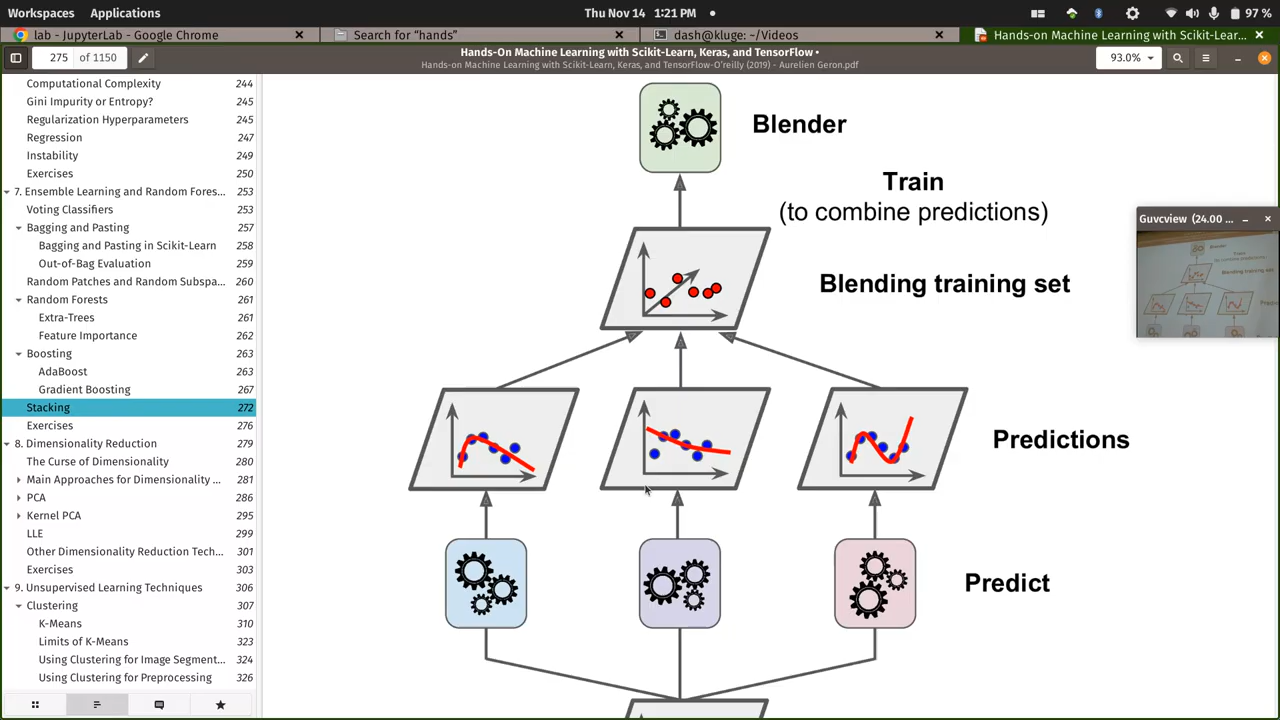 Workspaces Applications Thu Nov 14 1:21 PM 97 %
lab - JupyterLab - Google Chrome Search for “hands” dash@kluge: ~/Videos Hands-On Machine Learning with Scikit-Lear...
275 of 1150 Hands-On Machine Learning with Scikit-Learn, Keras, and TensorFlow • 93.0%
Hands-On Machine Learning with Scikit-Learn, Keras, and TensorFlow-O’reilly (2019) - Aurelien Geron.pdf
Computational Complexity 244
Gini Impurity or Entropy? 245
Regularization Hyperparameters 245
Regression 247
Instability 249
Exercises 250
7. Ensemble Learning and Random Fores... 253
Voting Classifiers 253
Bagging and Pasting 257
Bagging and Pasting in Scikit-Learn 258
Out-of-Bag Evaluation 259
Random Patches and Random Subspa... 260
Random Forests 261
Extra-Trees 261
Feature Importance 262
Boosting 263
AdaBoost 263
Gradient Boosting 267
Stacking 272
Exercises 276
8. Dimensionality Reduction 279
The Curse of Dimensionality 280
Main Approaches for Dimensionality ... 281
PCA 286
Kernel PCA 295
LLE 299
Other Dimensionality Reduction Tech... 301
Exercises 303
9. Unsupervised Learning Techniques 306
Clustering 307
K-Means 310
Limits of K-Means 323
Using Clustering for Image Segment... 324
Using Clustering for Preprocessing 326
Blender
Train
(to combine predictions)
Blending training set
Predictions
Predict
Guvcview (24.00 ...
Blender
Train
(to combine predictions)
Blending training set